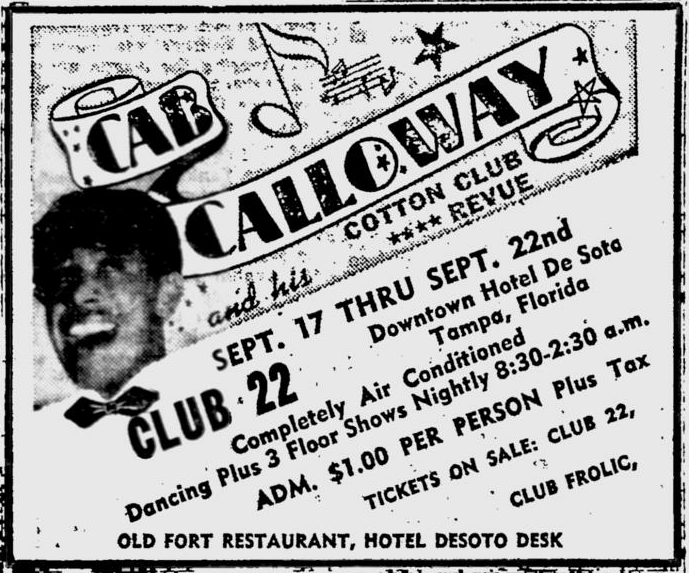 CAB
CALLOWAY
and his
COTTON CLUB
REVUE
SEPT. 17 THRU SEPT. 22nd
CLUB 22
Downtown Hotel De Sota
Tampa, Florida
Completely Air Conditioned
Dancing Plus 3 Floor Shows Nightly 8:30-2:30 a.m.
ADM. $1.00 PER PERSON Plus Tax
TICKETS ON SALE: CLUB 22,
CLUB FROLIC,
OLD FORT RESTAURANT, HOTEL DESOTO DESK